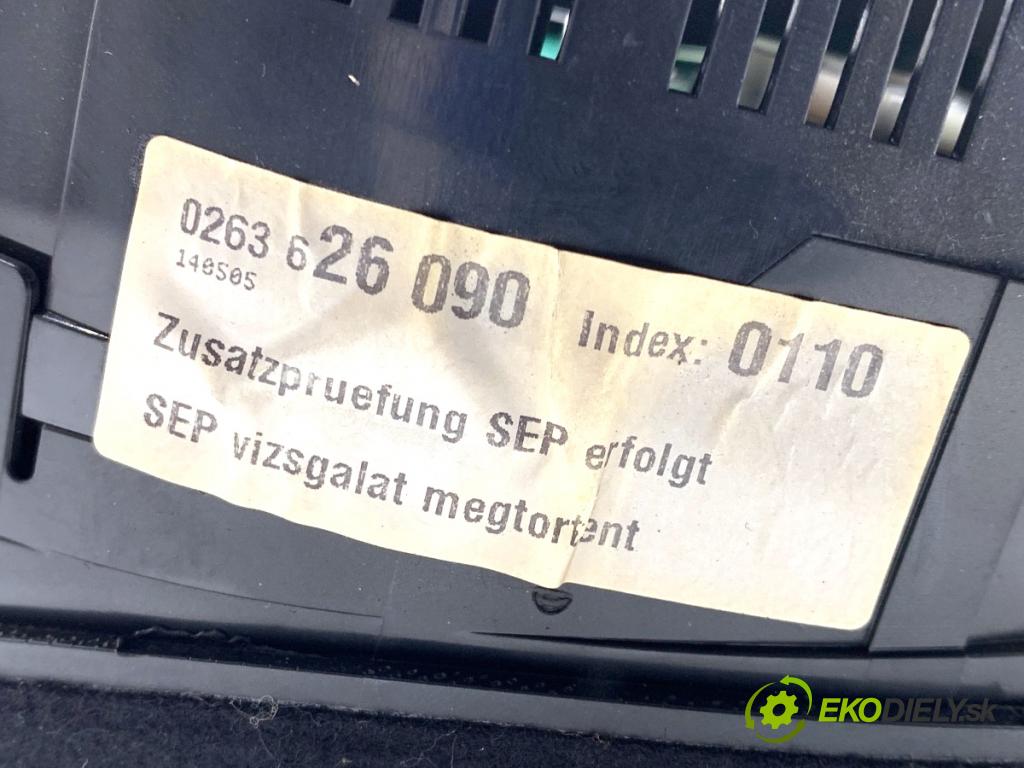 0263 626 090 Index: 0110
140505
Zusatzpruefung SEP erfolgt
SEP vizsgalat megtortent
EKODIELY.sk